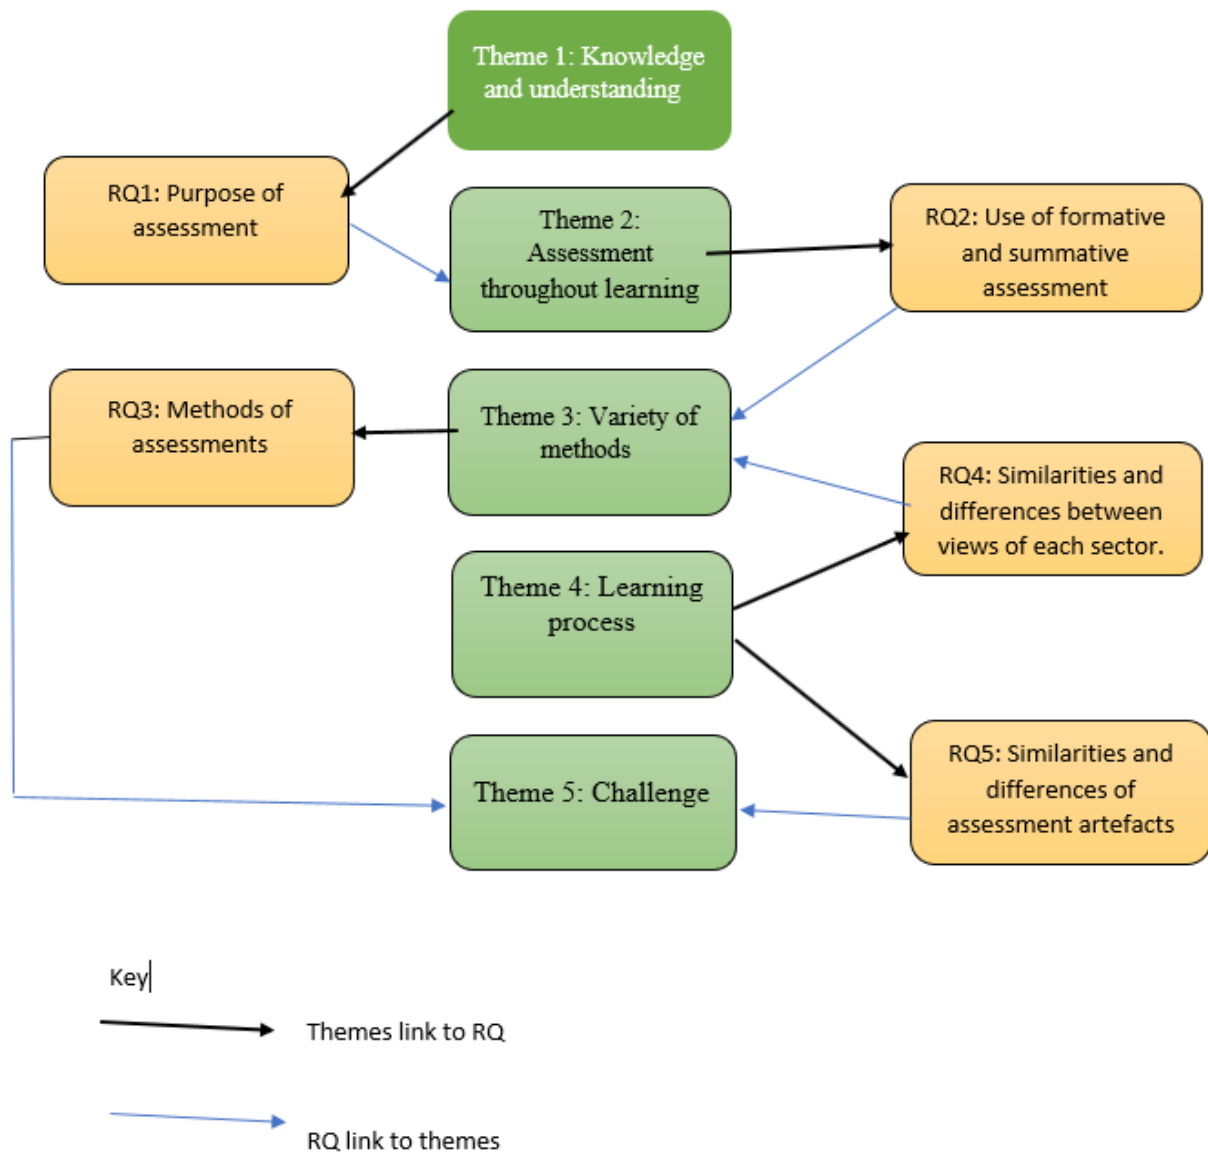 Theme 1: Knowledge
and understanding
RQ1: Purpose of
assessment
Theme 2:
Assessment
throughout learning
RQ2: Use of formative
and summative
assessment
RQ3: Methods of
assessments
Theme 3: Variety of
methods
RQ4: Similarities and
differences between
views of each sector.
Theme 4: Learning
process
RQ5: Similarities and
differences of
assessment artefacts
Theme 5: Challenge
Key
Themes link to RQ
RQ link to themes